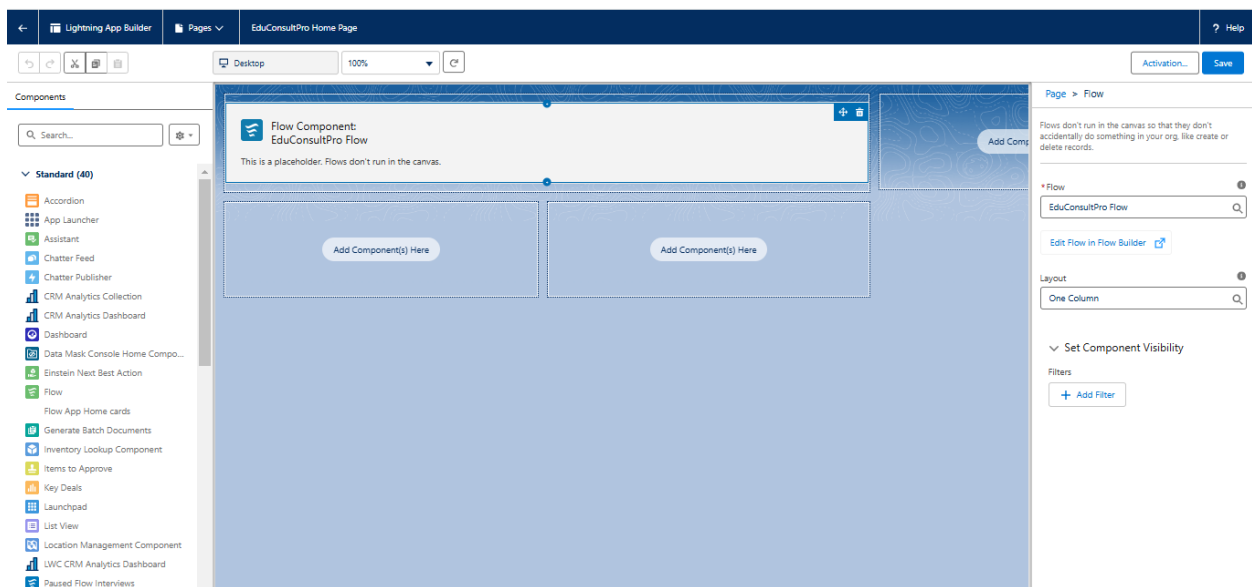 Lightning App Builder
Pages
EduConsultPro Home Page
? Help
Desktop
100%
Activation...
Save
Components
Search...
Standard (40)
Accordion
App Launcher
Assistant
Chatter Feed
Chatter Publisher
CRM Analytics Collection
CRM Analytics Dashboard
Dashboard
Data Mask Console Home Compo...
Einstein Next Best Action
Flow
Flow App Home cards
Generate Batch Documents
Inventory Lookup Component
Items to Approve
Key Deals
Launchpad
List View
Location Management Component
LWC CRM Analytics Dashboard
Paused Flow Interviews
Flow Component:
EduConsultPro Flow
This is a placeholder. Flows don't run in the canvas.
Add Comp
Add Component(s) Here
Add Component(s) Here
Page > Flow
Flows don't run in the canvas so that they don't
accidentally do something in your org, like create or
delete records.
*Flow
EduConsultPro Flow
Edit Flow in Flow Builder
Layout
One Column
Set Component Visibility
Filters
+ Add Filter